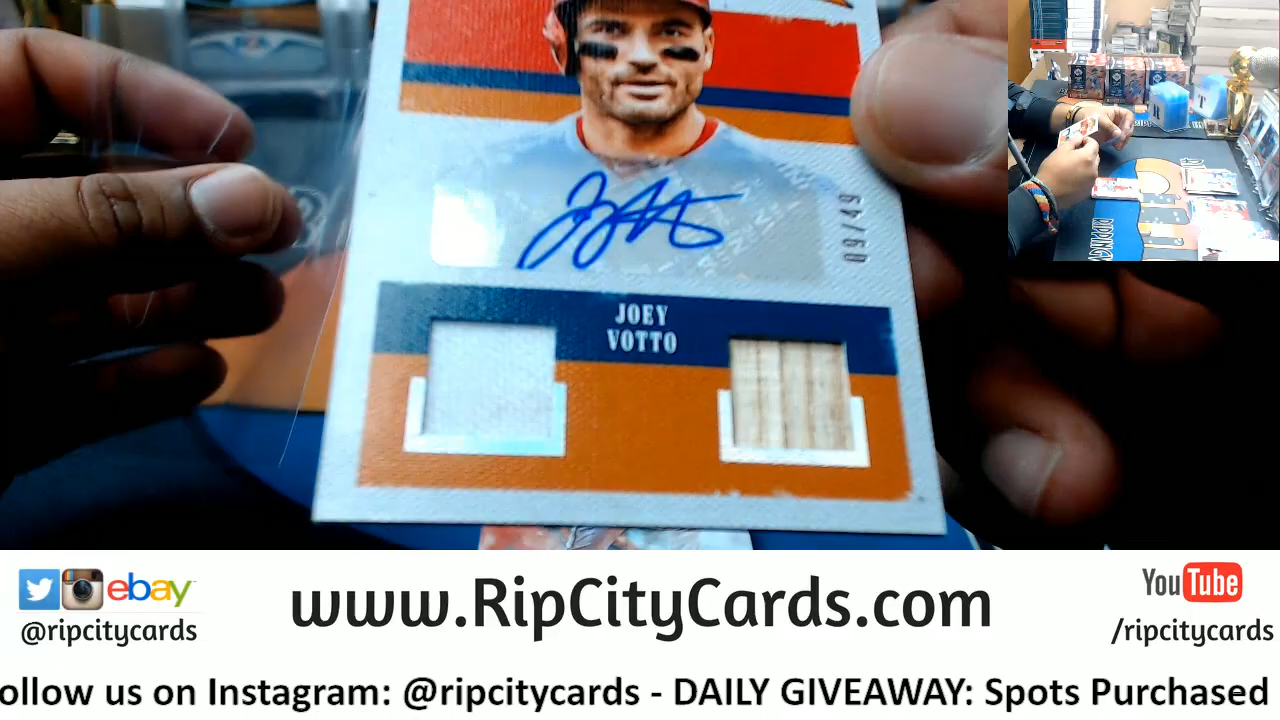 09/49
JOEY
VOTTO
ebay
@ripcitycards
www.RipCityCards.com
YouTube
/ripcitycards
ollow us on Instagram: @ripcitycards - DAILY GIVEAWAY: Spots Purchased